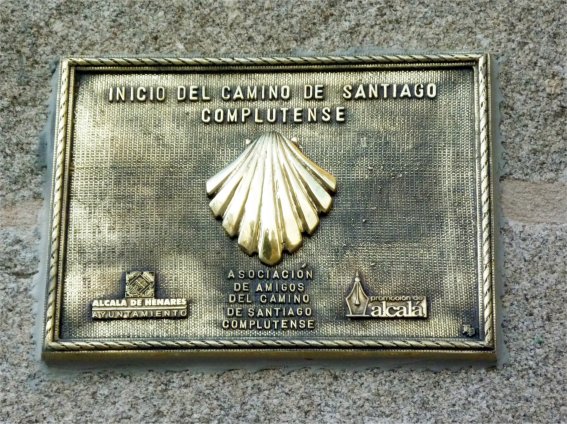 INICIO DEL CAMINO DE SANTIAGO
COMPLUTENSE
ALCALA DE HENARES
AYUNTAMIENTO
ASOCIACIÓN
DE AMIGOS
DEL CAMINO
DE SANTIAGO
COMPLUTENSE
promoción de
alcalá